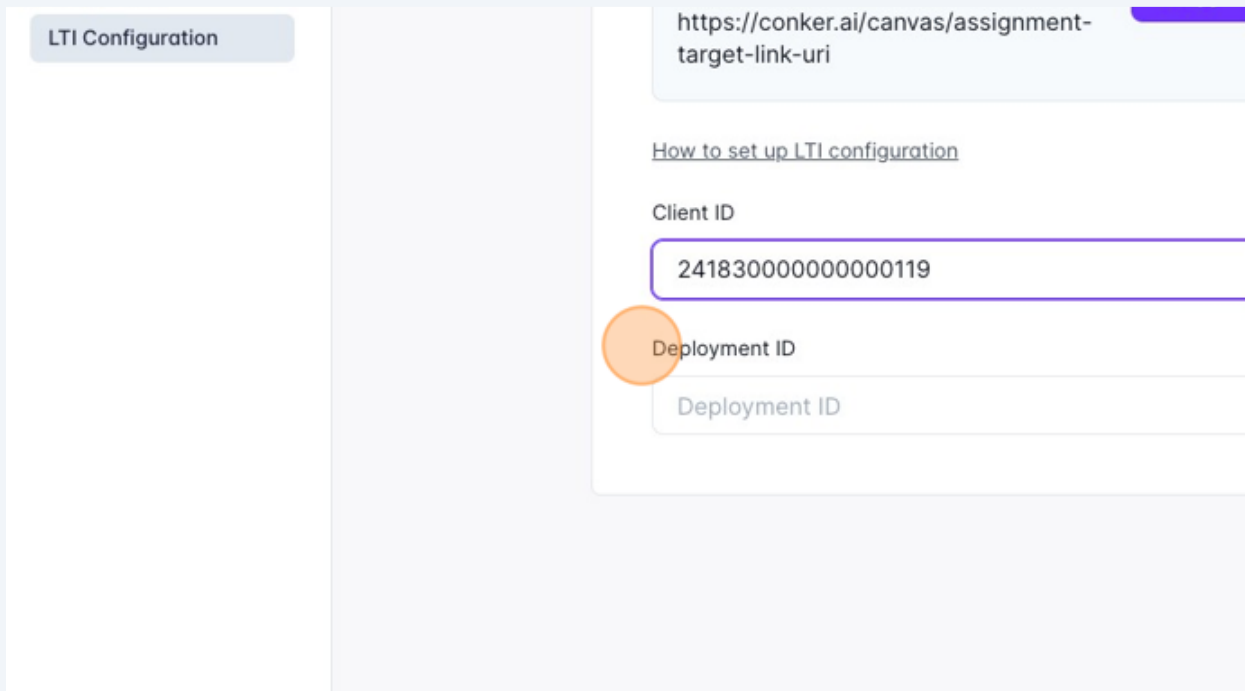 LTI Configuration
https://conker.ai/canvas/assignment-
target-link-uri
How to set up LTI configuration
Client ID
241830000000000119
Deployment ID
Deployment ID